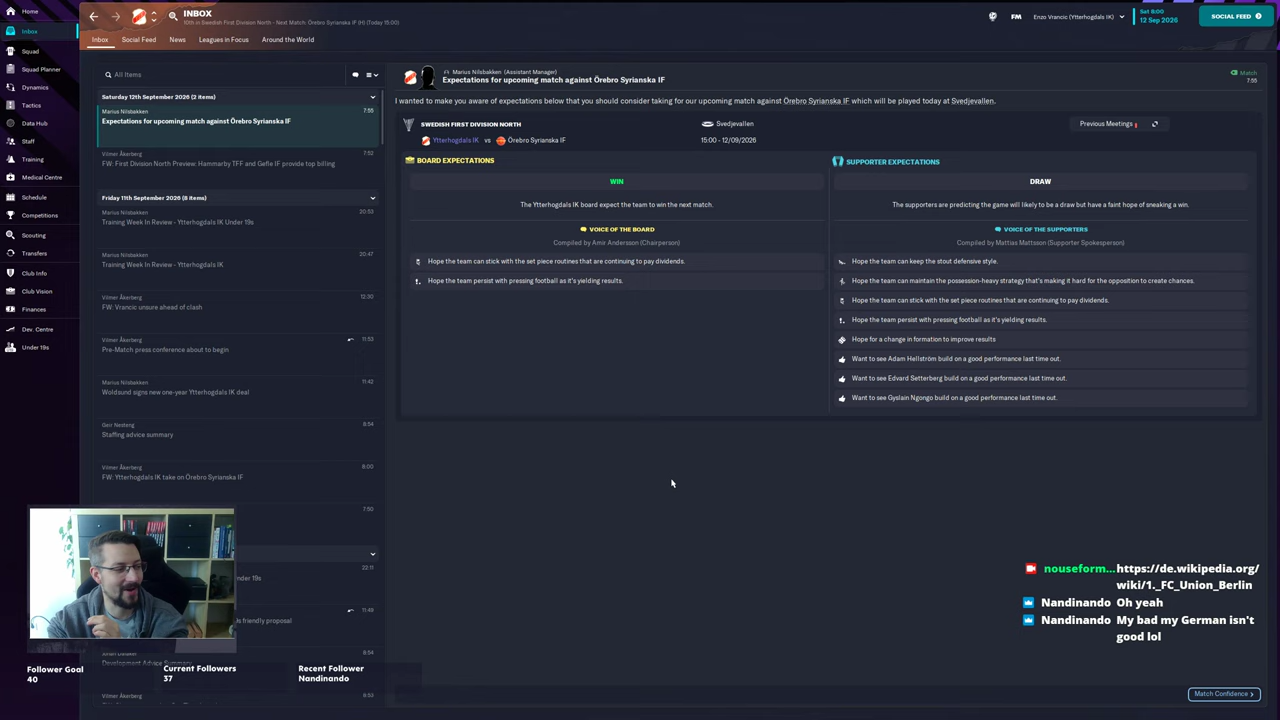 Home
Inbox
Squad
Squad Planner
Dynamics
Tactics
Data Hub
Staff
Training
Medical Centre
Schedule
Competitions
Scouting
Transfers
Club Info
Club Vision
Finances
Dev. Centre
Under 19s
INBOX
10th in Swedish First Division North - Next Match: Örebro Syrianska IF (H) (Today 15:00)
FM
Enzo Vrancic (Ytterhogdals IK)
Sat 8:00
12 Sep 2026
SOCIAL FEED
Inbox
Social Feed
News
Leagues in Focus
Around the World
All Items
Saturday 12th September 2026 (2 items)
Marius Nilsbakken 7:55
Expectations for upcoming match against Örebro Syrianska IF
Vilmer Åkerberg 7:52
FW: First Division North Preview: Hammarby TFF and Gefle IF provide top billing
Friday 11th September 2026 (8 items)
Marius Nilsbakken 20:53
Training Week In Review - Ytterhogdals IK Under 19s
Marius Nilsbakken 20:47
Training Week In Review - Ytterhogdals IK
Vilmer Åkerberg 12:30
FW: Vrancic unsure ahead of clash
Vilmer Åkerberg 11:53
Pre-Match press conference about to begin
Marius Nilsbakken 11:42
Woldsund signs new one-year Ytterhogdals IK deal
Geir Nesteng 8:54
Staffing advice summary
Vilmer Åkerberg 8:00
FW: Ytterhogdals IK take on Örebro Syrianska IF
7:50
22:11
nder 19s
11:49
ls friendly proposal
8:54
Development Advice Summary
Vilmer Åkerberg 8:53
Marius Nilsbakken (Assistant Manager)
Expectations for upcoming match against Örebro Syrianska IF
Match
7:55
I wanted to make you aware of expectations below that you should consider taking for our upcoming match against Örebro Syrianska IF which will be played today at Svedjevallen.
SWEDISH FIRST DIVISION NORTH
Svedjevallen
Previous Meetings
Ytterhogdals IK vs Örebro Syrianska IF
15:00 - 12/09/2026
BOARD EXPECTATIONS
WIN
The Ytterhogdals IK board expect the team to win the next match.
VOICE OF THE BOARD
Compiled by Amir Andersson (Chairperson)
Hope the team can stick with the set piece routines that are continuing to pay dividends.
Hope the team persist with pressing football as it's yielding results.
SUPPORTER EXPECTATIONS
DRAW
The supporters are predicting the game will likely to be a draw but have a faint hope of sneaking a win.
VOICE OF THE SUPPORTERS
Compiled by Mattias Mattsson (Supporter Spokesperson)
Hope the team can keep the stout defensive style.
Hope the team can maintain the possession-heavy strategy that's making it hard for the opposition to create chances.
Hope the team can stick with the set piece routines that are continuing to pay dividends.
Hope the team persist with pressing football as it's yielding results.
Hope for a change in formation to improve results
Want to see Adam Hellström build on a good performance last time out.
Want to see Edvard Setterberg build on a good performance last time out.
Want to see Gyslain Ngongo build on a good performance last time out.
nouseform... https://de.wikipedia.org/
wiki/1._FC_Union_Berlin
Nandinando Oh yeah
Nandinando My bad my German isn't
good lol
Match Confidence
Follower Goal
40
Current Followers
37
Recent Follower
Nandinando